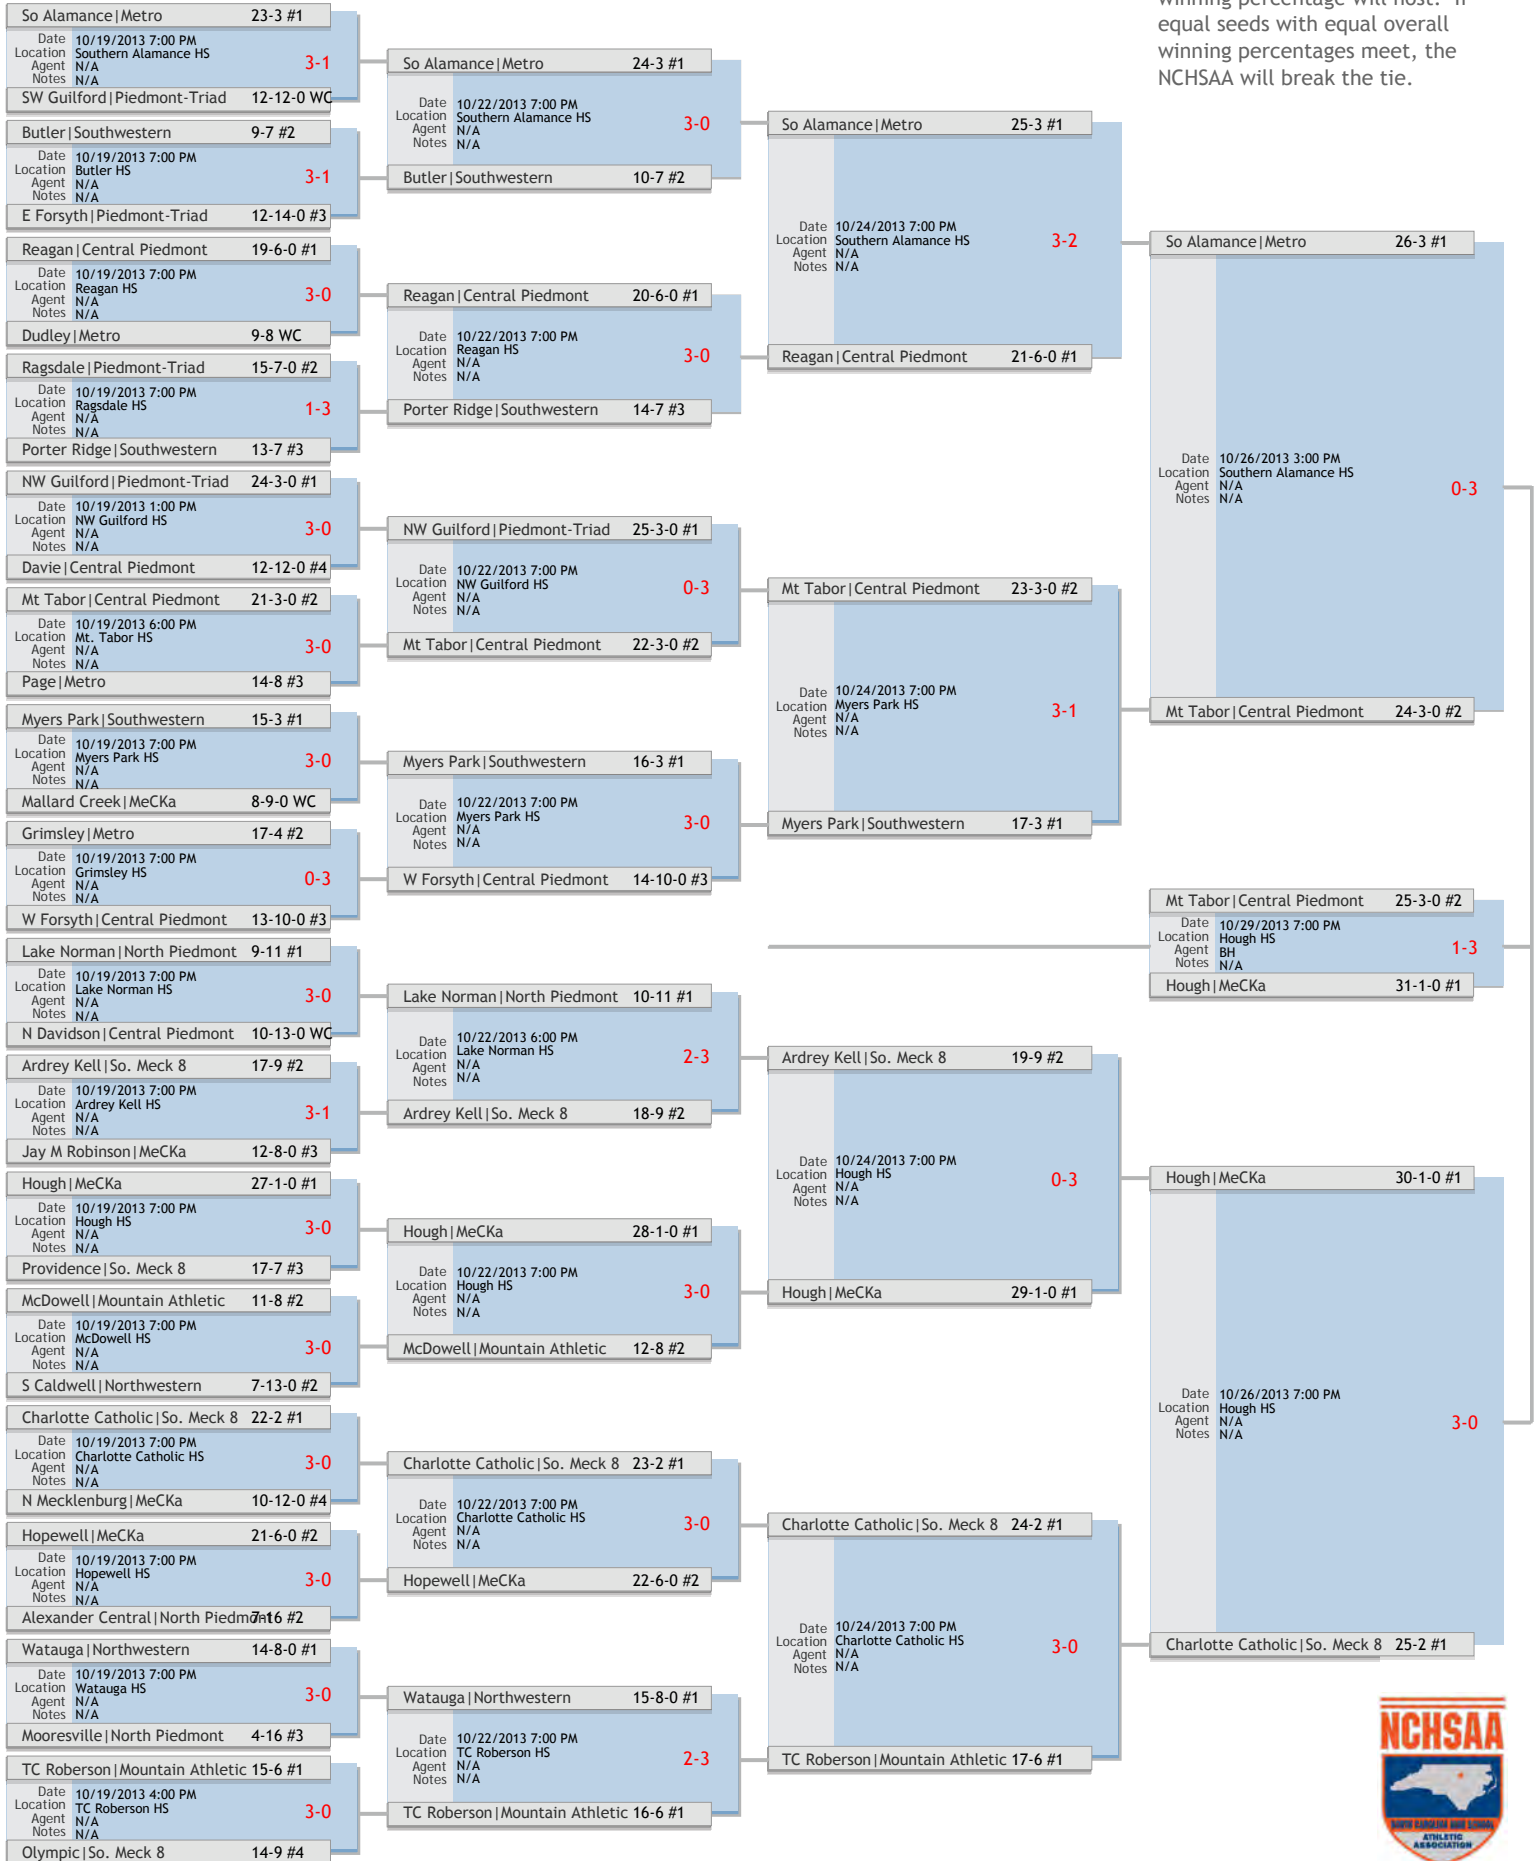 winning percentage will host. If
equal seeds with equal overall
winning percentages meet, the
NCHSAA will break the tie.
So Alamance|Metro 23-3 #1
Date 10/19/2013 7:00 PM
Location Southern Alamance HS
Agent N/A
Notes N/A
3-1
SW Guilford|Piedmont-Triad 12-12-0 WC
Butler|Southwestern 9-7 #2
Date 10/19/2013 7:00 PM
Location Butler HS
Agent N/A
Notes N/A
3-1
E Forsyth|Piedmont-Triad 12-14-0 #3
Reagan|Central Piedmont 19-6-0 #1
Date 10/19/2013 7:00 PM
Location Reagan HS
Agent N/A
Notes N/A
3-0
Dudley|Metro 9-8 WC
Ragsdale|Piedmont-Triad 15-7-0 #2
Date 10/19/2013 7:00 PM
Location Ragsdale HS
Agent N/A
Notes N/A
1-3
Porter Ridge|Southwestern 13-7 #3
NW Guilford|Piedmont-Triad 24-3-0 #1
Date 10/19/2013 1:00 PM
Location NW Guilford HS
Agent N/A
Notes N/A
3-0
Davie|Central Piedmont 12-12-0 #4
Mt Tabor|Central Piedmont 21-3-0 #2
Date 10/19/2013 6:00 PM
Location Mt. Tabor HS
Agent N/A
Notes N/A
3-0
Page|Metro 14-8 #3
Myers Park|Southwestern 15-3 #1
Date 10/19/2013 7:00 PM
Location Myers Park HS
Agent N/A
Notes N/A
3-0
Mallard Creek|MeCKa 8-9-0 WC
Grimsley|Metro 17-4 #2
Date 10/19/2013 7:00 PM
Location Grimsley HS
Agent N/A
Notes N/A
0-3
W Forsyth|Central Piedmont 13-10-0 #3
Lake Norman|North Piedmont 9-11 #1
Date 10/19/2013 7:00 PM
Location Lake Norman HS
Agent N/A
Notes N/A
3-0
N Davidson|Central Piedmont 10-13-0 WC
Ardrey Kell|So. Meck 8 17-9 #2
Date 10/19/2013 7:00 PM
Location Ardrey Kell HS
Agent N/A
Notes N/A
3-1
Jay M Robinson|MeCKa 12-8-0 #3
Hough|MeCKa 27-1-0 #1
Date 10/19/2013 7:00 PM
Location Hough HS
Agent N/A
Notes N/A
3-0
Providence|So. Meck 8 17-7 #3
McDowell|Mountain Athletic 11-8 #2
Date 10/19/2013 7:00 PM
Location McDowell HS
Agent N/A
Notes N/A
3-0
S Caldwell|Northwestern 7-13-0 #2
Charlotte Catholic|So. Meck 8 22-2 #1
Date 10/19/2013 7:00 PM
Location Charlotte Catholic HS
Agent N/A
Notes N/A
3-0
N Mecklenburg|MeCKa 10-12-0 #4
Hopewell|MeCKa 21-6-0 #2
Date 10/19/2013 7:00 PM
Location Hopewell HS
Agent N/A
Notes N/A
3-0
Alexander Central|North Piedmont 7-16 #2
Watauga|Northwestern 14-8-0 #1
Date 10/19/2013 7:00 PM
Location Watauga HS
Agent N/A
Notes N/A
3-0
Mooresville|North Piedmont 4-16 #3
TC Roberson|Mountain Athletic 15-6 #1
Date 10/19/2013 4:00 PM
Location TC Roberson HS
Agent N/A
Notes N/A
3-0
Olympic|So. Meck 8 14-9 #4
So Alamance|Metro 24-3 #1
Date 10/22/2013 7:00 PM
Location Southern Alamance HS
Agent N/A
Notes N/A
3-0
Butler|Southwestern 10-7 #2
Reagan|Central Piedmont 20-6-0 #1
Date 10/22/2013 7:00 PM
Location Reagan HS
Agent N/A
Notes N/A
3-0
Porter Ridge|Southwestern 14-7 #3
NW Guilford|Piedmont-Triad 25-3-0 #1
Date 10/22/2013 7:00 PM
Location NW Guilford HS
Agent N/A
Notes N/A
0-3
Mt Tabor|Central Piedmont 22-3-0 #2
Myers Park|Southwestern 16-3 #1
Date 10/22/2013 7:00 PM
Location Myers Park HS
Agent N/A
Notes N/A
3-0
W Forsyth|Central Piedmont 14-10-0 #3
Lake Norman|North Piedmont 10-11 #1
Date 10/22/2013 6:00 PM
Location Lake Norman HS
Agent N/A
Notes N/A
2-3
Ardrey Kell|So. Meck 8 18-9 #2
Hough|MeCKa 28-1-0 #1
Date 10/22/2013 7:00 PM
Location Hough HS
Agent N/A
Notes N/A
3-0
McDowell|Mountain Athletic 12-8 #2
Charlotte Catholic|So. Meck 8 23-2 #1
Date 10/22/2013 7:00 PM
Location Charlotte Catholic HS
Agent N/A
Notes N/A
3-0
Hopewell|MeCKa 22-6-0 #2
Watauga|Northwestern 15-8-0 #1
Date 10/22/2013 7:00 PM
Location TC Roberson HS
Agent N/A
Notes N/A
2-3
TC Roberson|Mountain Athletic 16-6 #1
So Alamance|Metro 25-3 #1
Date 10/24/2013 7:00 PM
Location Southern Alamance HS
Agent N/A
Notes N/A
3-2
Reagan|Central Piedmont 21-6-0 #1
Mt Tabor|Central Piedmont 23-3-0 #2
Date 10/24/2013 7:00 PM
Location Myers Park HS
Agent N/A
Notes N/A
3-1
Myers Park|Southwestern 17-3 #1
Ardrey Kell|So. Meck 8 19-9 #2
Date 10/24/2013 7:00 PM
Location Hough HS
Agent N/A
Notes N/A
0-3
Hough|MeCKa 29-1-0 #1
Charlotte Catholic|So. Meck 8 24-2 #1
Date 10/24/2013 7:00 PM
Location Charlotte Catholic HS
Agent N/A
Notes N/A
3-0
TC Roberson|Mountain Athletic 17-6 #1
So Alamance|Metro 26-3 #1
Date 10/26/2013 3:00 PM
Location Southern Alamance HS
Agent N/A
Notes N/A
0-3
Mt Tabor|Central Piedmont 24-3-0 #2
Mt Tabor|Central Piedmont 25-3-0 #2
Date 10/29/2013 7:00 PM
Location Hough HS
Agent BH
Notes N/A
1-3
Hough|MeCKa 31-1-0 #1
Hough|MeCKa 30-1-0 #1
Date 10/26/2013 7:00 PM
Location Hough HS
Agent N/A
Notes N/A
3-0
Charlotte Catholic|So. Meck 8 25-2 #1
NCHSAA
NORTH CAROLINA HIGH SCHOOL
ATHLETIC
ASSOCIATION